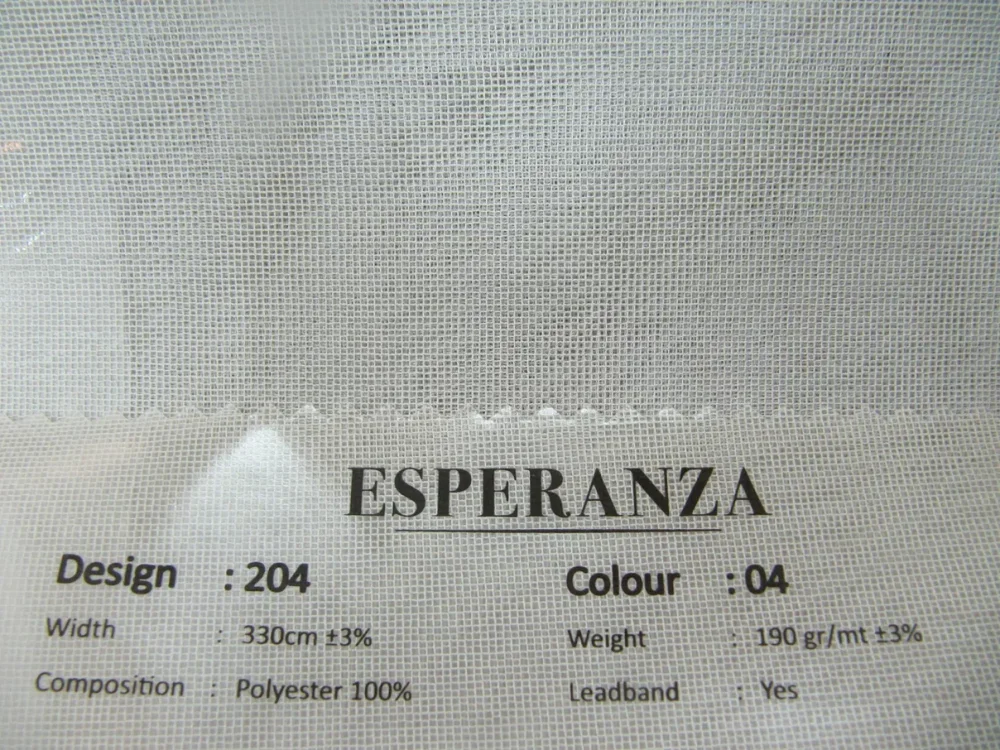 ESPERANZA
Design : 204 Colour : 04
Width : 330cm ±3% Weight : 190 gr/mt ±3%
Composition : Polyester 100% Leadband : Yes